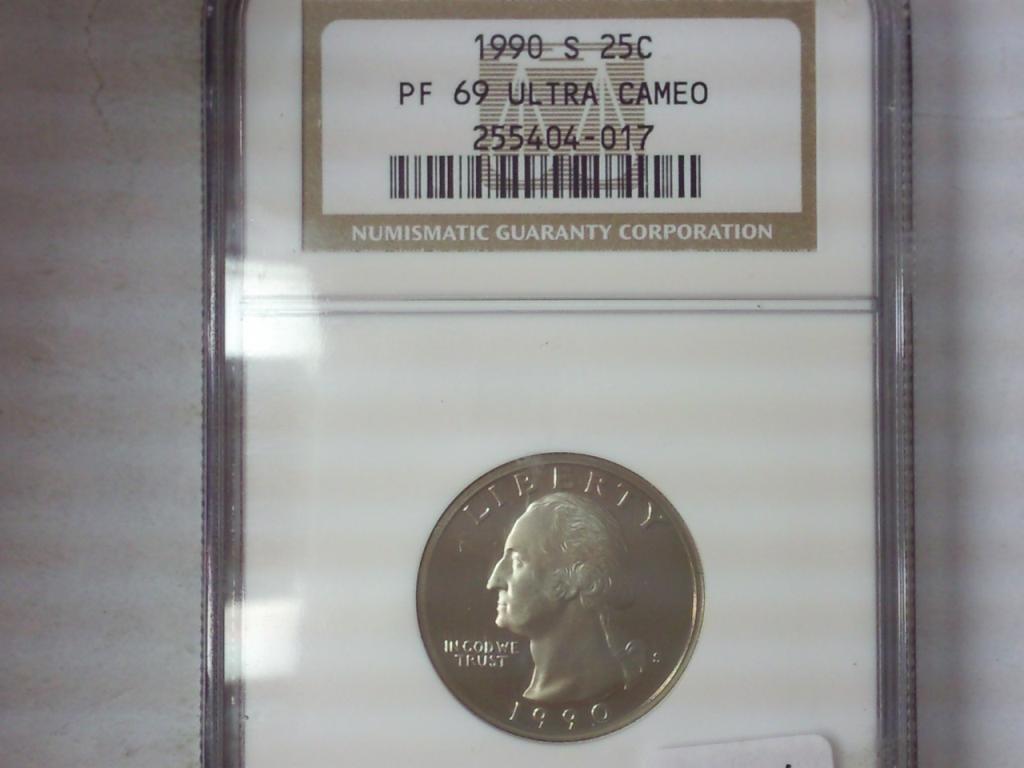 1990 S 25C
PF 69 ULTRA CAMEO
255404-017
NUMISMATIC GUARANTY CORPORATION
LIBERTY
IN GOD WE
TRUST
S
1990